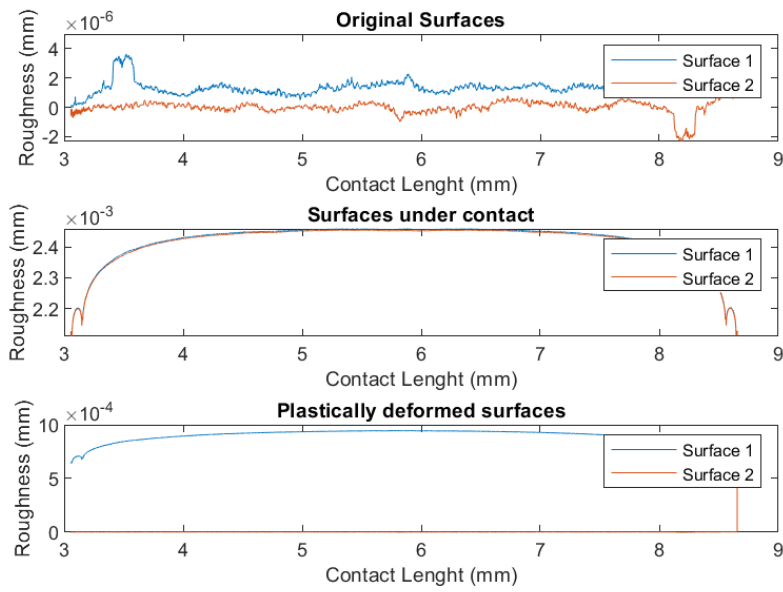 ×10⁻⁶
Original Surfaces
Roughness (mm)
4
2
0
-2
Surface 1
Surface 2
3 4 5 6 7 8 9
Contact Lenght (mm)
×10⁻³
Surfaces under contact
Roughness (mm)
2.4
2.3
2.2
Surface 1
Surface 2
3 4 5 6 7 8 9
Contact Lenght (mm)
×10⁻⁴
Plastically deformed surfaces
Roughness (mm)
10
5
0
Surface 1
Surface 2
3 4 5 6 7 8 9
Contact Lenght (mm)